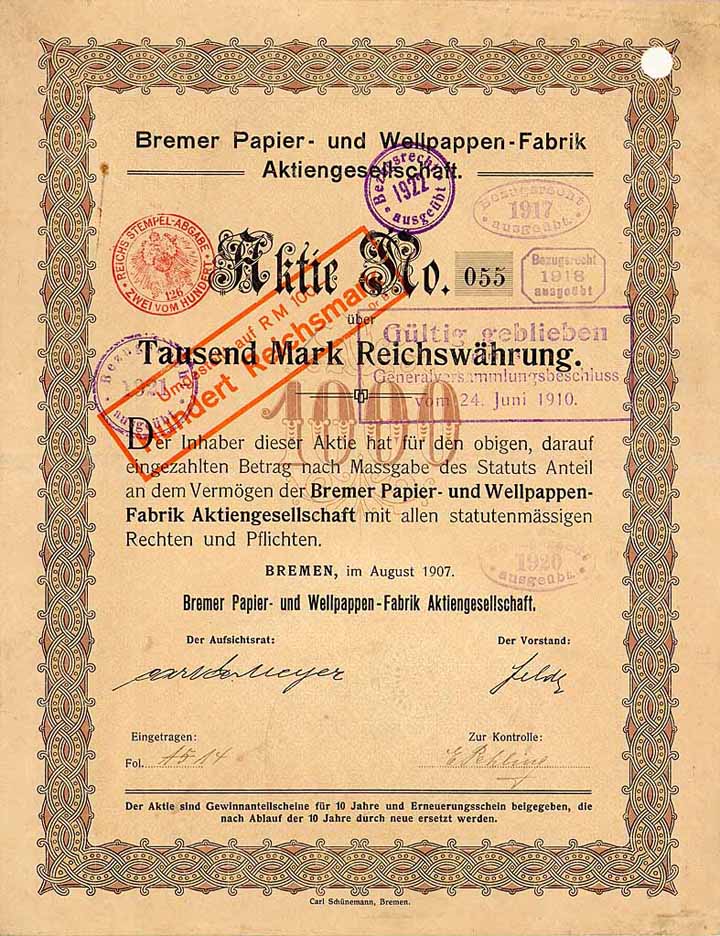 Bremer Papier- und Wellpappen-Fabrik
Aktiengesellschaft.
Bezugsrecht
1922
ausgeübt
Bezugsrecht
1917
ausgeübt.
REICHS STEMPEL-ABGABE
ZWEI VOM HUNDERT
126
Aktie No. 055
Bezugsrecht
1918
ausgeübt
über
Tausend Mark Reichswährung.
Umgestellt auf RM 100
Hundert Reichsmark
Gültig geblieben
Generalversammlungsbeschluss
vom 24. Juni 1910.
1921
ausgeübt
1000
Der Inhaber dieser Aktie hat für den obigen, darauf
eingezahlten Betrag nach Massgabe des Statuts Anteil
an dem Vermögen der Bremer Papier- und Wellpappen-
Fabrik Aktiengesellschaft mit allen statutenmässigen
Rechten und Pflichten.
1920
ausgeübt.
BREMEN, im August 1907.
Bremer Papier- und Wellpappen-Fabrik Aktiengesellschaft.
Der Aufsichtsrat: Der Vorstand:
Eingetragen: Zur Kontrolle:
Fol.
Der Aktie sind Gewinnanteilscheine für 10 Jahre und Erneuerungsschein beigegeben, die
nach Ablauf der 10 Jahre durch neue ersetzt werden.
Carl Schünemann, Bremen.